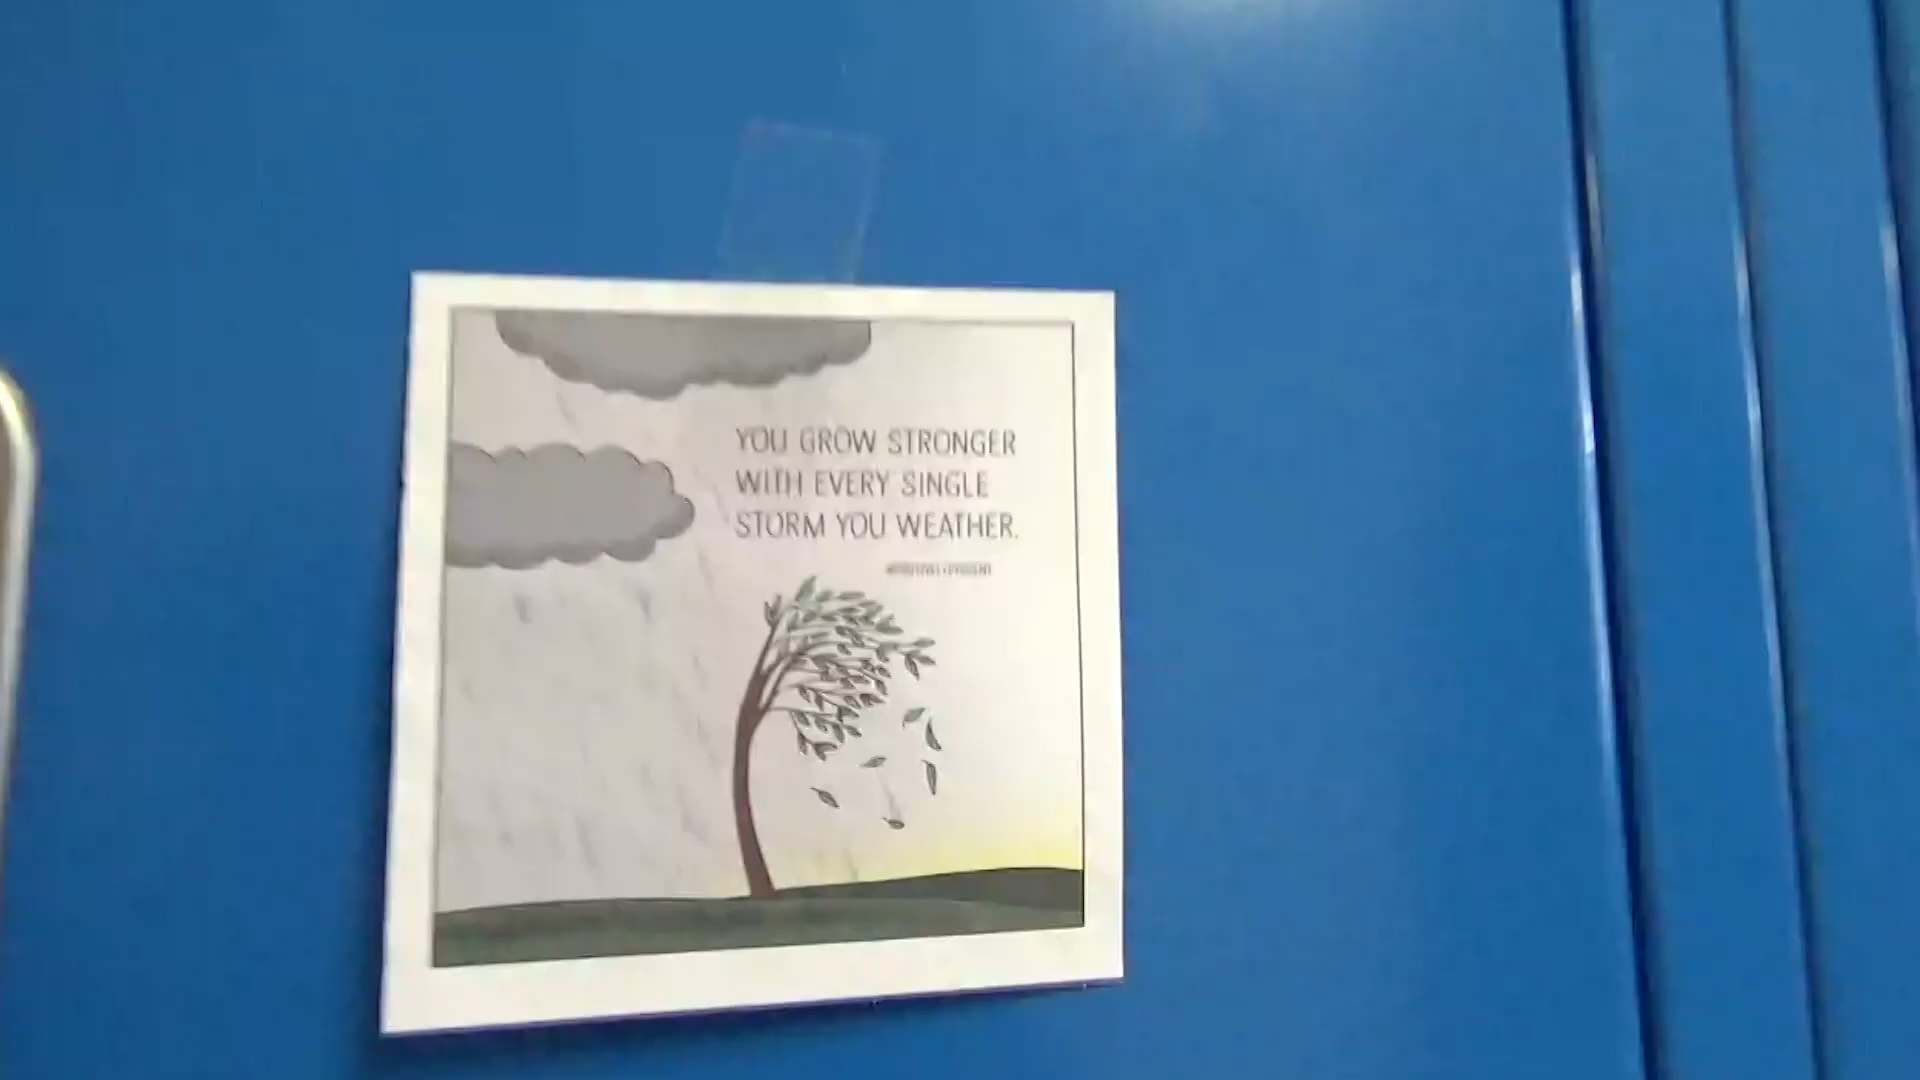 YOU GROW STRONGER
WITH EVERY SINGLE
STORM YOU WEATHER.